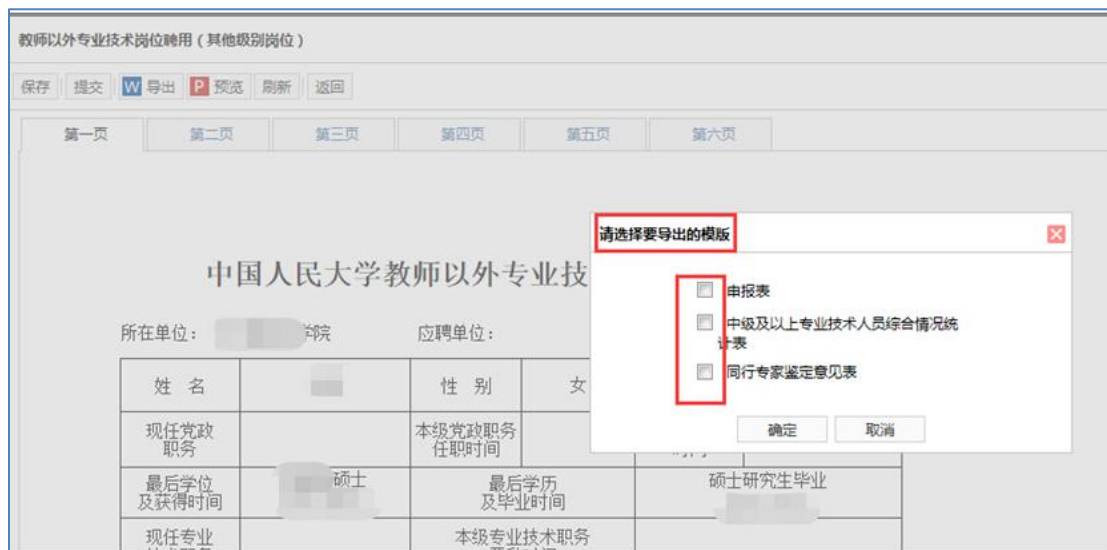 教师以外专业技术岗位聘用（其他级别岗位）
保存 提交 W 导出 P 预览 刷新 返回
第一页 第二页 第三页 第四页 第五页 第六页
请选择要导出的模版
申报表
中级及以上专业技术人员综合情况统
计表
同行专家鉴定意见表
确定 取消
中国人民大学教师以外专业技
所在单位： 学院 应聘单位：
姓 名 性 别 女
现任党政
职务
本级党政职务
任职时间
最后学位
及获得时间
硕士
最后学历
及毕业时间
硕士研究生毕业
现任专业
本级专业技术职务